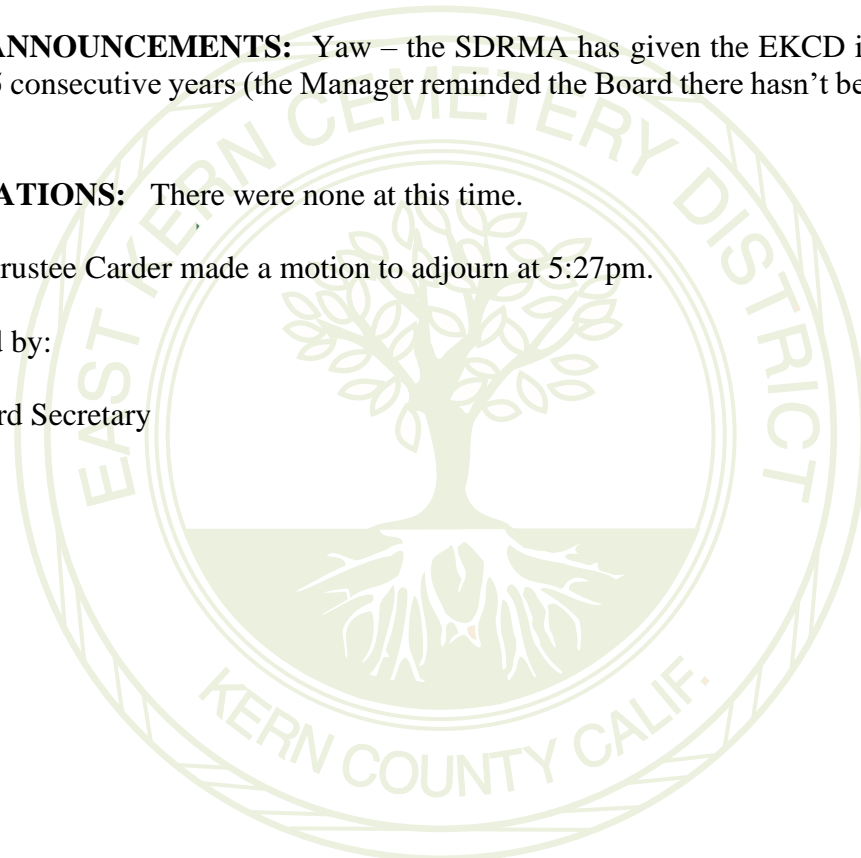 ANNOUNCEMENTS: Yaw – the SDRMA has given the EKCD i
5 consecutive years (the Manager reminded the Board there hasn't be
ATIONS: There were none at this time.
rustee Carder made a motion to adjourn at 5:27pm.
d by:
rd Secretary
EAST KERN CEMETERY DISTRICT
KERN COUNTY CALIF.